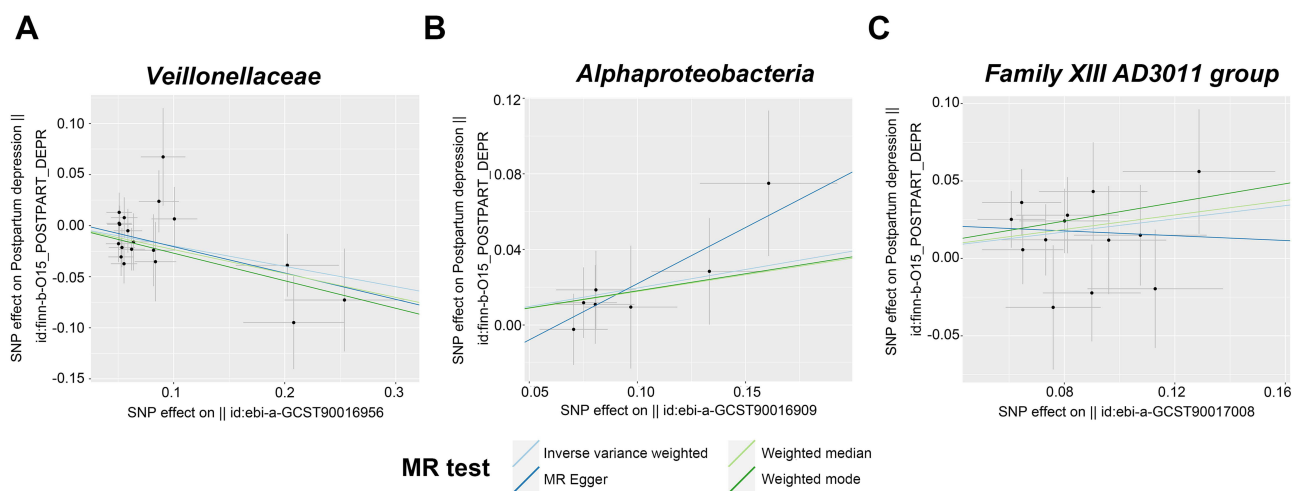 A
Veillonellaceae
SNP effect on Postpartum depression ||
id:finn-b-O15_POSTPART_DEPR
0.10
0.05
0.00
-0.05
-0.10
-0.15
0.1
0.2
0.3
SNP effect on || id:ebi-a-GCST90016956
B
Alphaproteobacteria
SNP effect on Postpartum depression ||
id:finn-b-O15_POSTPART_DEPR
0.12
0.08
0.04
0.00
0.05
0.10
0.15
SNP effect on || id:ebi-a-GCST90016909
C
Family XIII AD3011 group
SNP effect on Postpartum depression ||
id:finn-b-O15_POSTPART_DEPR
0.10
0.05
0.00
-0.05
0.08
0.12
0.16
SNP effect on || id:ebi-a-GCST90017008
MR test
Inverse variance weighted
MR Egger
Weighted median
Weighted mode